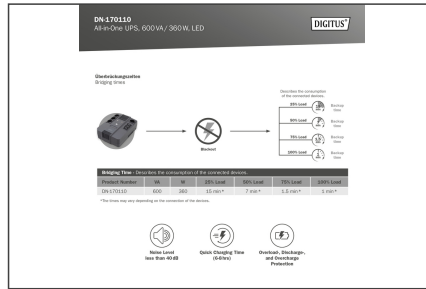 DN-170110
All-in-One UPS, 600 VA / 360 W, LED
DIGITUS®
Überbrückungszeiten
Bridging times
Describes the consumption
of the connected devices.
25% Load
Backup
time
50% Load
Backup
time
75% Load
Backup
time
100% Load
Backup
time
Blackout
Bridging Time - Describes the consumption of the connected devices.
Product Number VA W 25% Load 50% Load 75% Load 100% Load
DN-170110 600 360 15 min * 7 min * 1.5 min * 1 min *
*The times may vary depending on the connection of the devices.
Noise Level
less than 40 dB
Quick Charging Time
(6-8 hrs)
Overload-, Discharge-,
and Overcharge
Protection